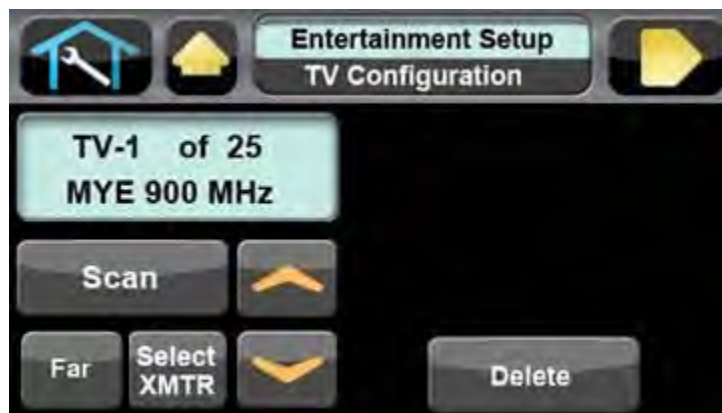 Entertainment Setup
TV Configuration
TV-1 of 25
MYE 900 MHz
Scan
Far
Select
XMTR
Delete